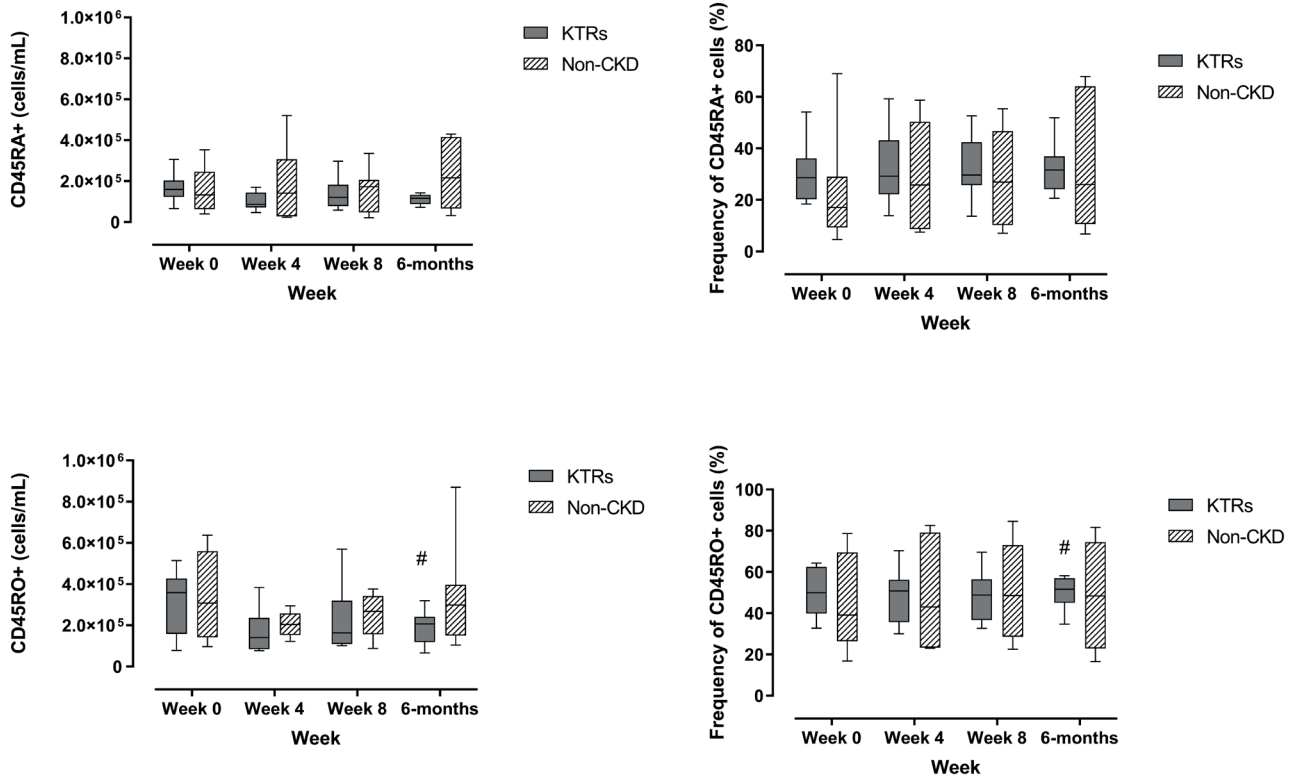 CD45RA+ (cells/mL)
1.0×10⁶
8.0×10⁵
6.0×10⁵
4.0×10⁵
2.0×10⁵
0
Week 0 Week 4 Week 8 6-months
Week
KTRs
Non-CKD
Frequency of CD45RA+ cells (%)
80
60
40
20
0
Week 0 Week 4 Week 8 6-months
Week
KTRs
Non-CKD
CD45RO+ (cells/mL)
1.0×10⁶
8.0×10⁵
6.0×10⁵
4.0×10⁵
2.0×10⁵
0
#
Week 0 Week 4 Week 8 6-months
Week
KTRs
Non-CKD
Frequency of CD45RO+ cells (%)
100
80
60
40
20
0
#
Week 0 Week 4 Week 8 6-months
Week
KTRs
Non-CKD